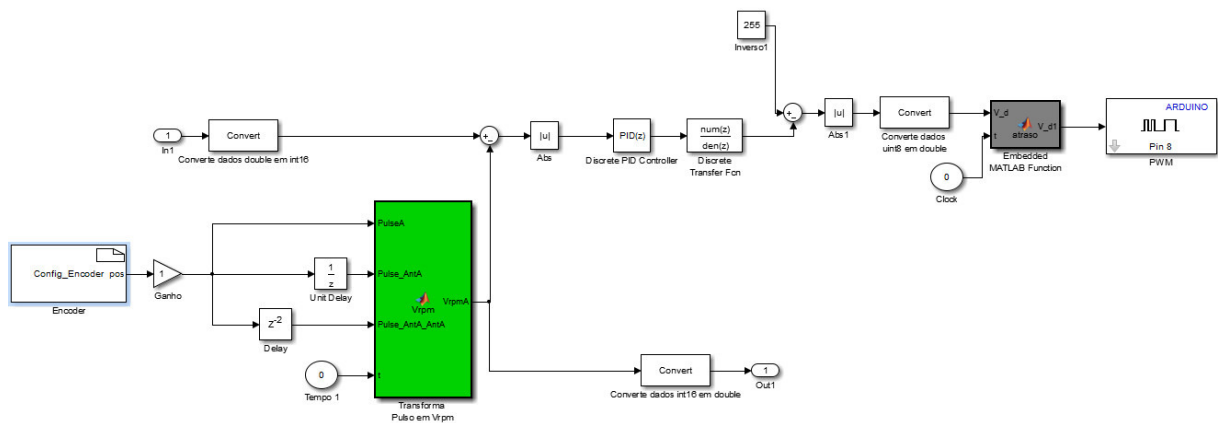 255
Inverso1
1
In1
Convert
Converte dados double em int16
+
-
|u|
Abs
PID(z)
Discrete PID Controller
num(z)
den(z)
Discrete
Transfer Fcn
+
-
|u|
Abs1
Convert
Converte dados
uint8 em double
V_d
t
atraso
V_d1
Embedded
MATLAB Function
0
Clock
ARDUINO
Pin 8
PWM
Config_Encoder pos
Encoder
1
Ganho
1
z
Unit Delay
z-2
Delay
0
Tempo 1
PulseA
Pulse_AntA
Pulse_AntA_AntA
t
Vrpm
VrpmA
Transforma
Pulso em Vrpm
Convert
Converte dados int16 em double
1
Out1